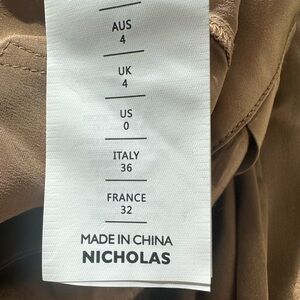 AUS
4
UK
4
US
0
ITALY
36
FRANCE
32
MADE IN CHINA
NICHOLAS